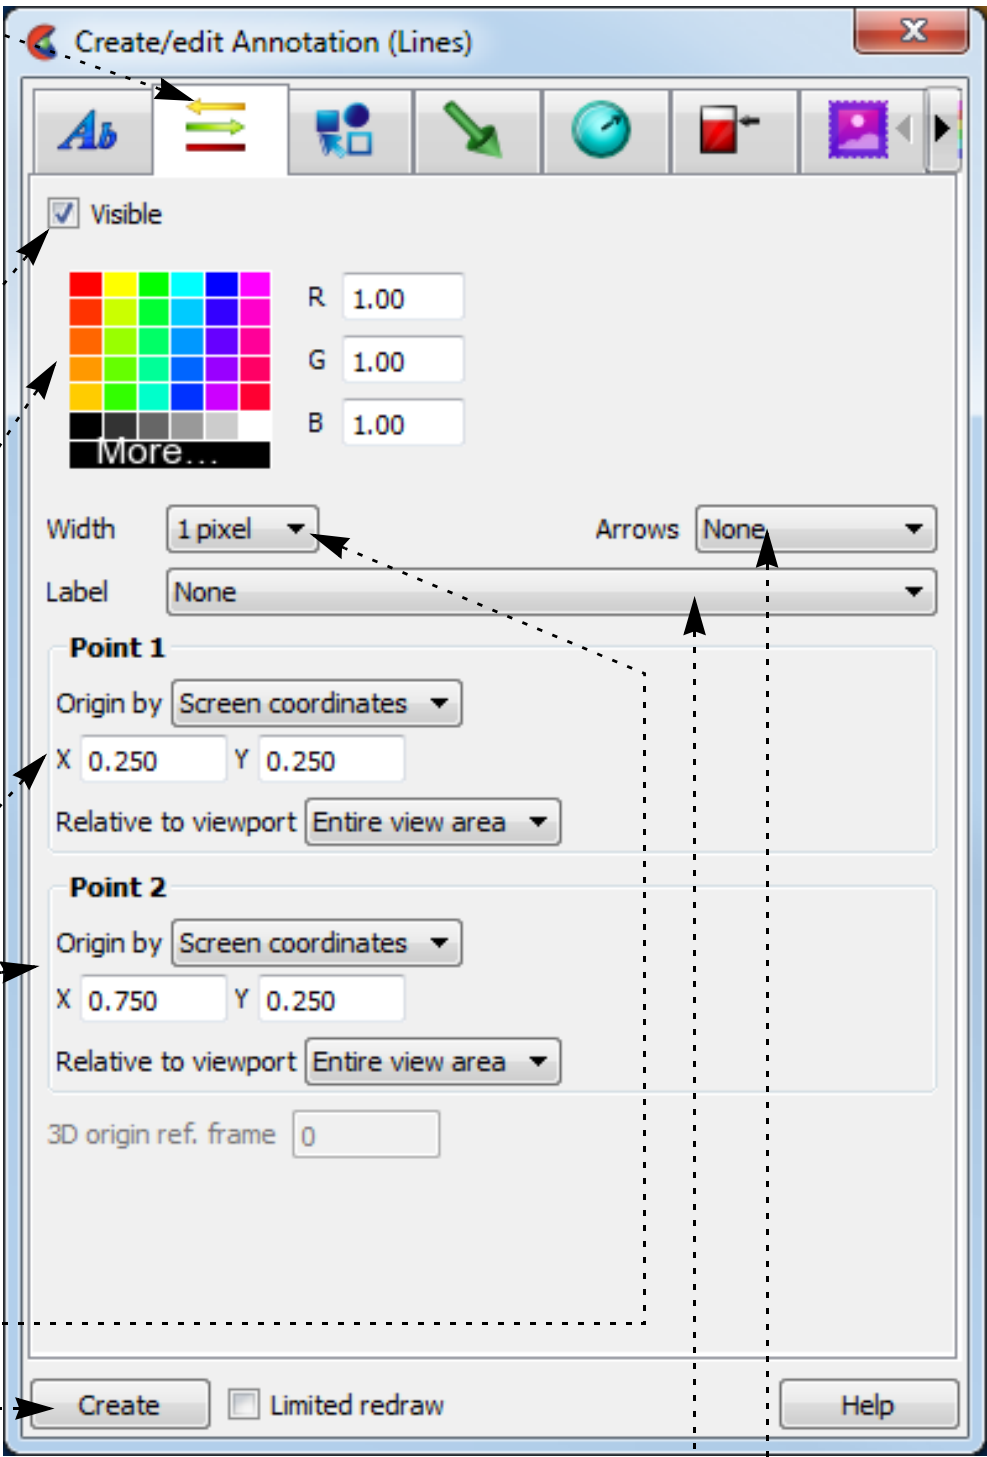 Create/edit Annotation (Lines)
Ab
Visible
R 1.00
G 1.00
B 1.00
More...
Width 1 pixel Arrows None
Label None
Point 1
Origin by Screen coordinates
X 0.250 Y 0.250
Relative to viewport Entire view area
Point 2
Origin by Screen coordinates
X 0.750 Y 0.250
Relative to viewport Entire view area
3D origin ref. frame 0
Create Limited redraw Help